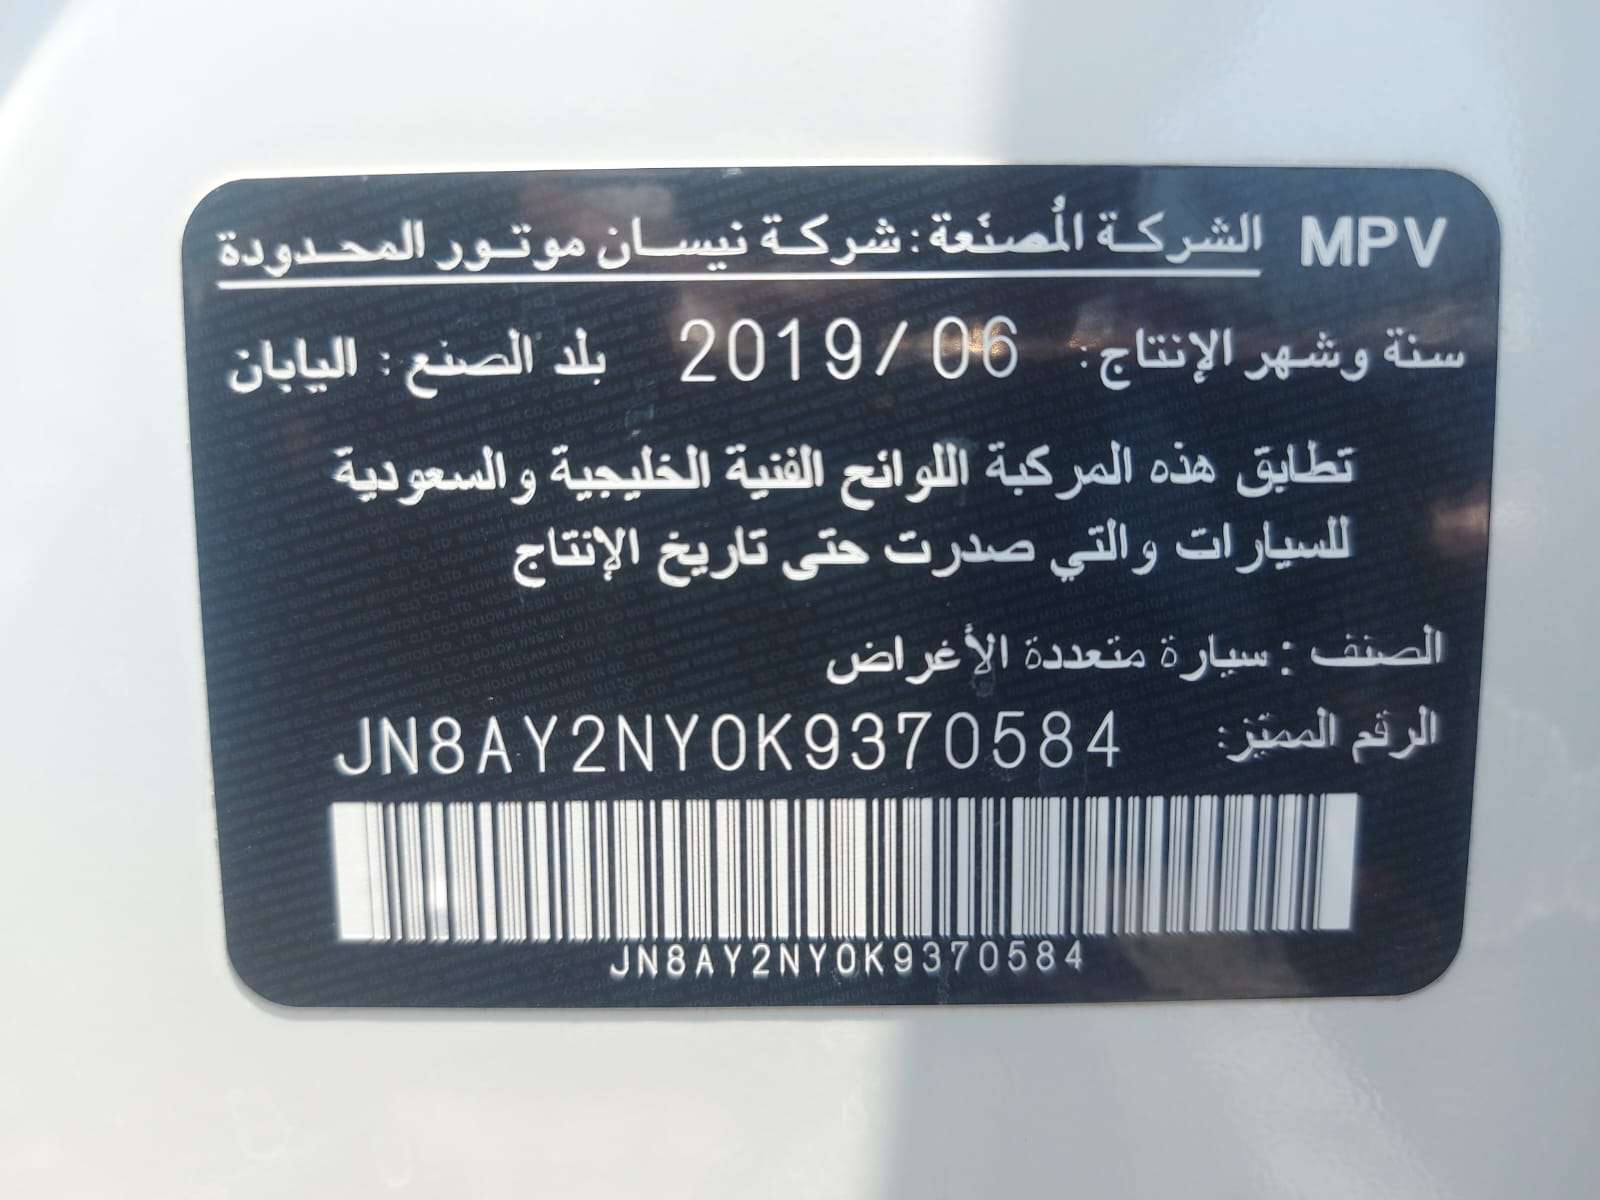 MPV الشركة المُصنَعة: شركة نيسان موتور المحدودة
سنة وشهر الإنتاج: 2019/06 بلد الصنع: اليابان
تطابق هذه المركبة اللوائح الفنية الخليجية والسعودية
للسيارات والتي صدرت حتى تاريخ الإنتاج
الصنف: سيارة متعددة الأغراض
الرقم المميّز: JN8AY2NY0K9370584
JN8AY2NY0K9370584